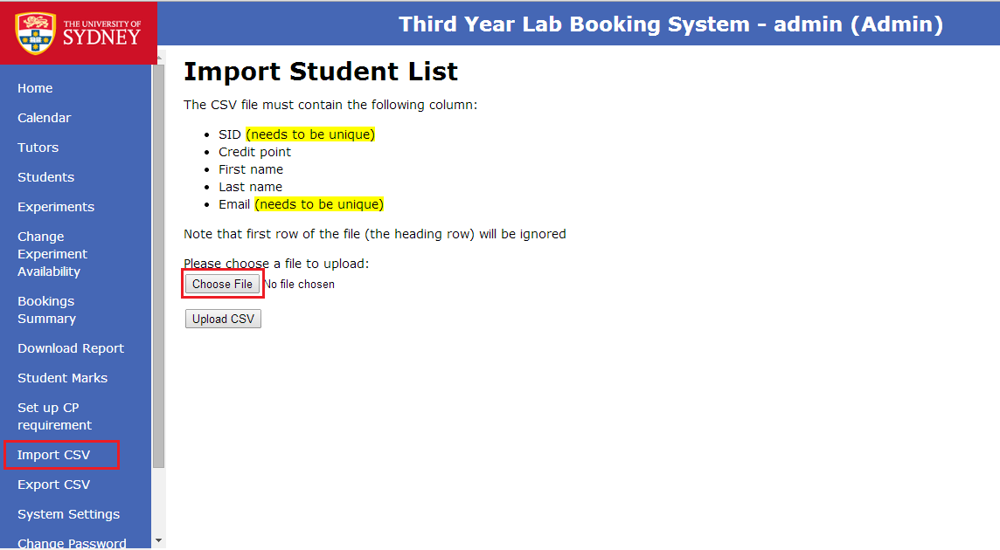 THE UNIVERSITY OF
SYDNEY
Third Year Lab Booking System - admin (Admin)
Home
Calendar
Tutors
Students
Experiments
Change
Experiment
Availability
Bookings
Summary
Download Report
Student Marks
Set up CP
requirement
Import CSV
Export CSV
System Settings
Change Password
Import Student List
The CSV file must contain the following column:
SID (needs to be unique)
Credit point
First name
Last name
Email (needs to be unique)
Note that first row of the file (the heading row) will be ignored
Please choose a file to upload:
Choose File No file chosen
Upload CSV